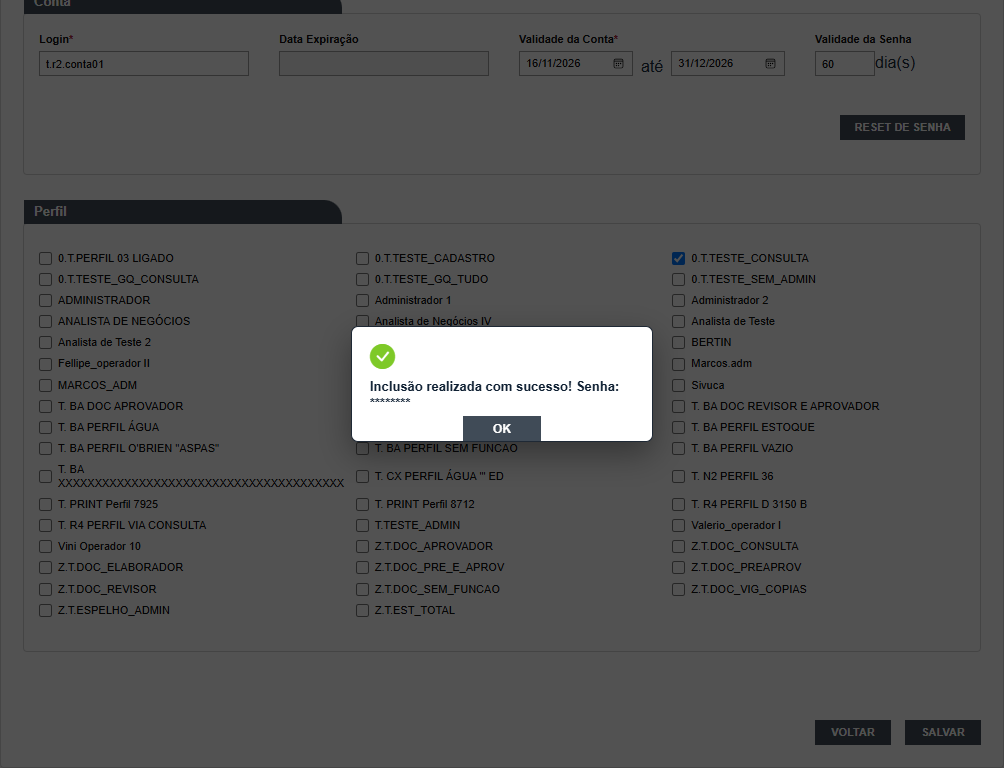 Conta
Login* Data Expiração Validade da Conta* Validade da Senha
t.r2.conta01 16/11/2026 até 31/12/2026 60 dia(s)
RESET DE SENHA
Perfil
0.T.PERFIL 03 LIGADO 0.T.TESTE_CADASTRO 0.T.TESTE_CONSULTA
0.T.TESTE_GQ_CONSULTA 0.T.TESTE_GQ_TUDO 0.T.TESTE_SEM_ADMIN
ADMINISTRADOR Administrador 1 Administrador 2
ANALISTA DE NEGÓCIOS Analista de Negócios IV Analista de Teste
Analista de Teste 2 BERTIN
Fellipe_operador II Marcos.adm
MARCOS_ADM Sivuca
T. BA DOC APROVADOR T. BA DOC REVISOR E APROVADOR
T. BA PERFIL ÁGUA T. BA PERFIL ESTOQUE
T. BA PERFIL O'BRIEN "ASPAS" T. BA PERFIL SEM FUNCAO T. BA PERFIL VAZIO
T. BA
XXXXXXXXXXXXXXXXXXXXXXXXXXXXXXXXXXXXXXXX T. CX PERFIL ÁGUA '" ED T. N2 PERFIL 36
T. PRINT Perfil 7925 T. PRINT Perfil 8712 T. R4 PERFIL D 3150 B
T. R4 PERFIL VIA CONSULTA T.TESTE_ADMIN Valerio_operador I
Vini Operador 10 Z.T.DOC_APROVADOR Z.T.DOC_CONSULTA
Z.T.DOC_ELABORADOR Z.T.DOC_PRE_E_APROV Z.T.DOC_PREAPROV
Z.T.DOC_REVISOR Z.T.DOC_SEM_FUNCAO Z.T.DOC_VIG_COPIAS
Z.T.ESPELHO_ADMIN Z.T.EST_TOTAL
Inclusão realizada com sucesso! Senha:
********
OK
VOLTAR SALVAR